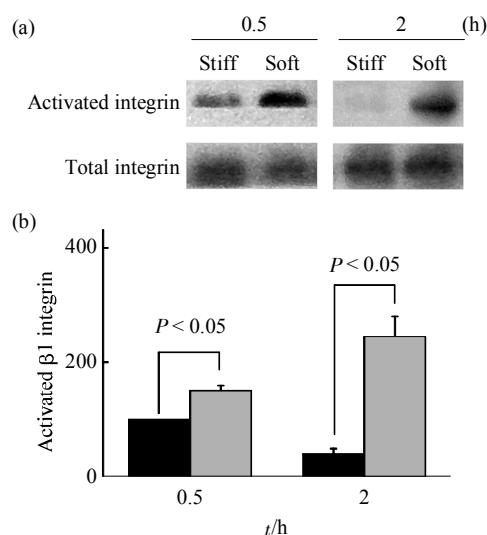 (a)
0.5 2 (h)
Stiff Soft Stiff Soft
Activated integrin
Total integrin
(b)
Activated β1 integrin
400
200
0
P < 0.05
P < 0.05
0.5 2
t/h